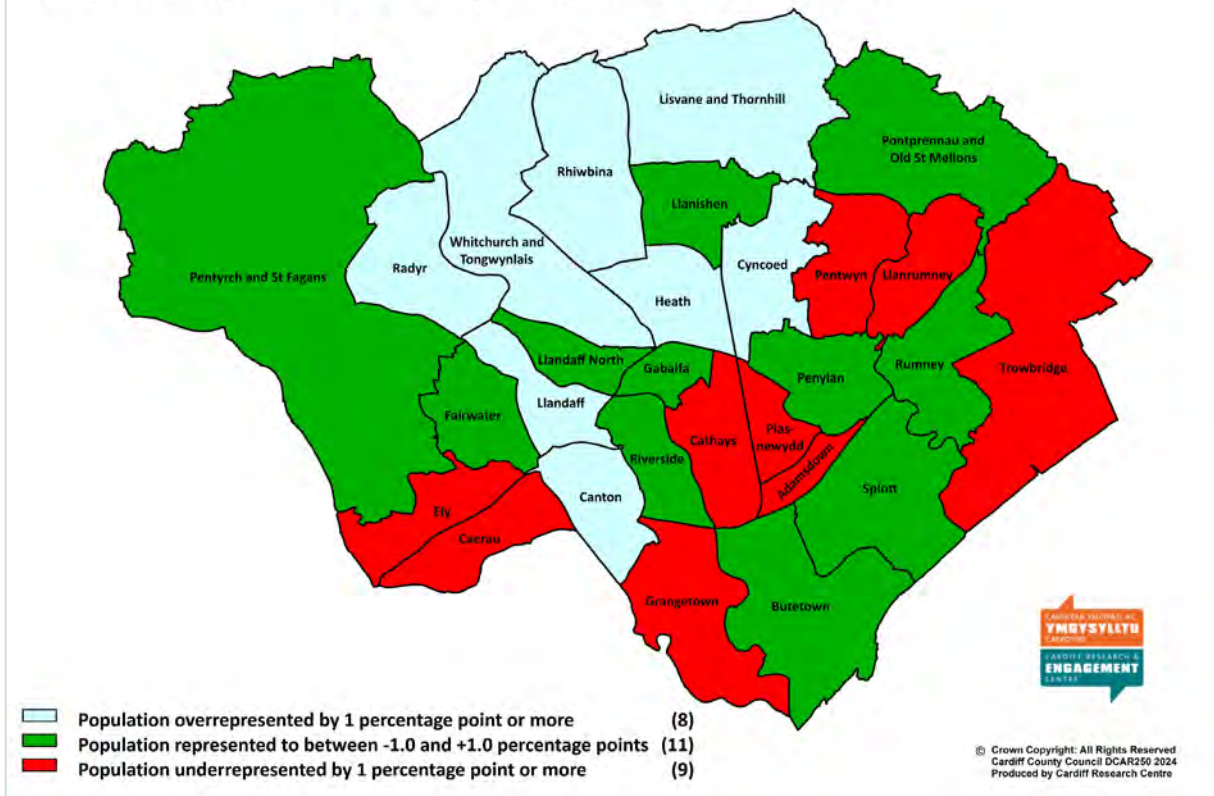 Lisvane and Thornhill
Pontprennau and
Old St Mellons
Rhiwbina
Llanishen
Whitchurch and
Tongwynlais
Radyr
Cyncoed
Pentwyn
Llanrumney
Pentyrch and St Fagans
Heath
Llandaff North
Gabalfa
Penylan
Rumney
Trowbridge
Llandaff
Fairwater
Cathays
Plas-
newydd
Riverside
Adamsdown
Splott
Canton
Ely
Caerau
Grangetown
Butetown
YMGYSYLLTU
CARDIFF RESEARCH &
ENGAGEMENT
CENTRE
Population overrepresented by 1 percentage point or more (8)
Population represented to between -1.0 and +1.0 percentage points (11)
Population underrepresented by 1 percentage point or more (9)
© Crown Copyright: All Rights Reserved
Cardiff County Council DCAR250 2024
Produced by Cardiff Research Centre